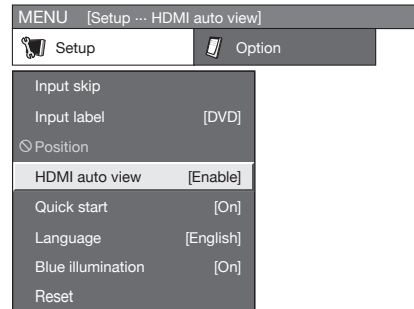 MENU [Setup ··· HDMI auto view]
Setup Option
Input skip
Input label [DVD]
Position
HDMI auto view [Enable]
Quick start [On]
Language [English]
Blue illumination [On]
Reset